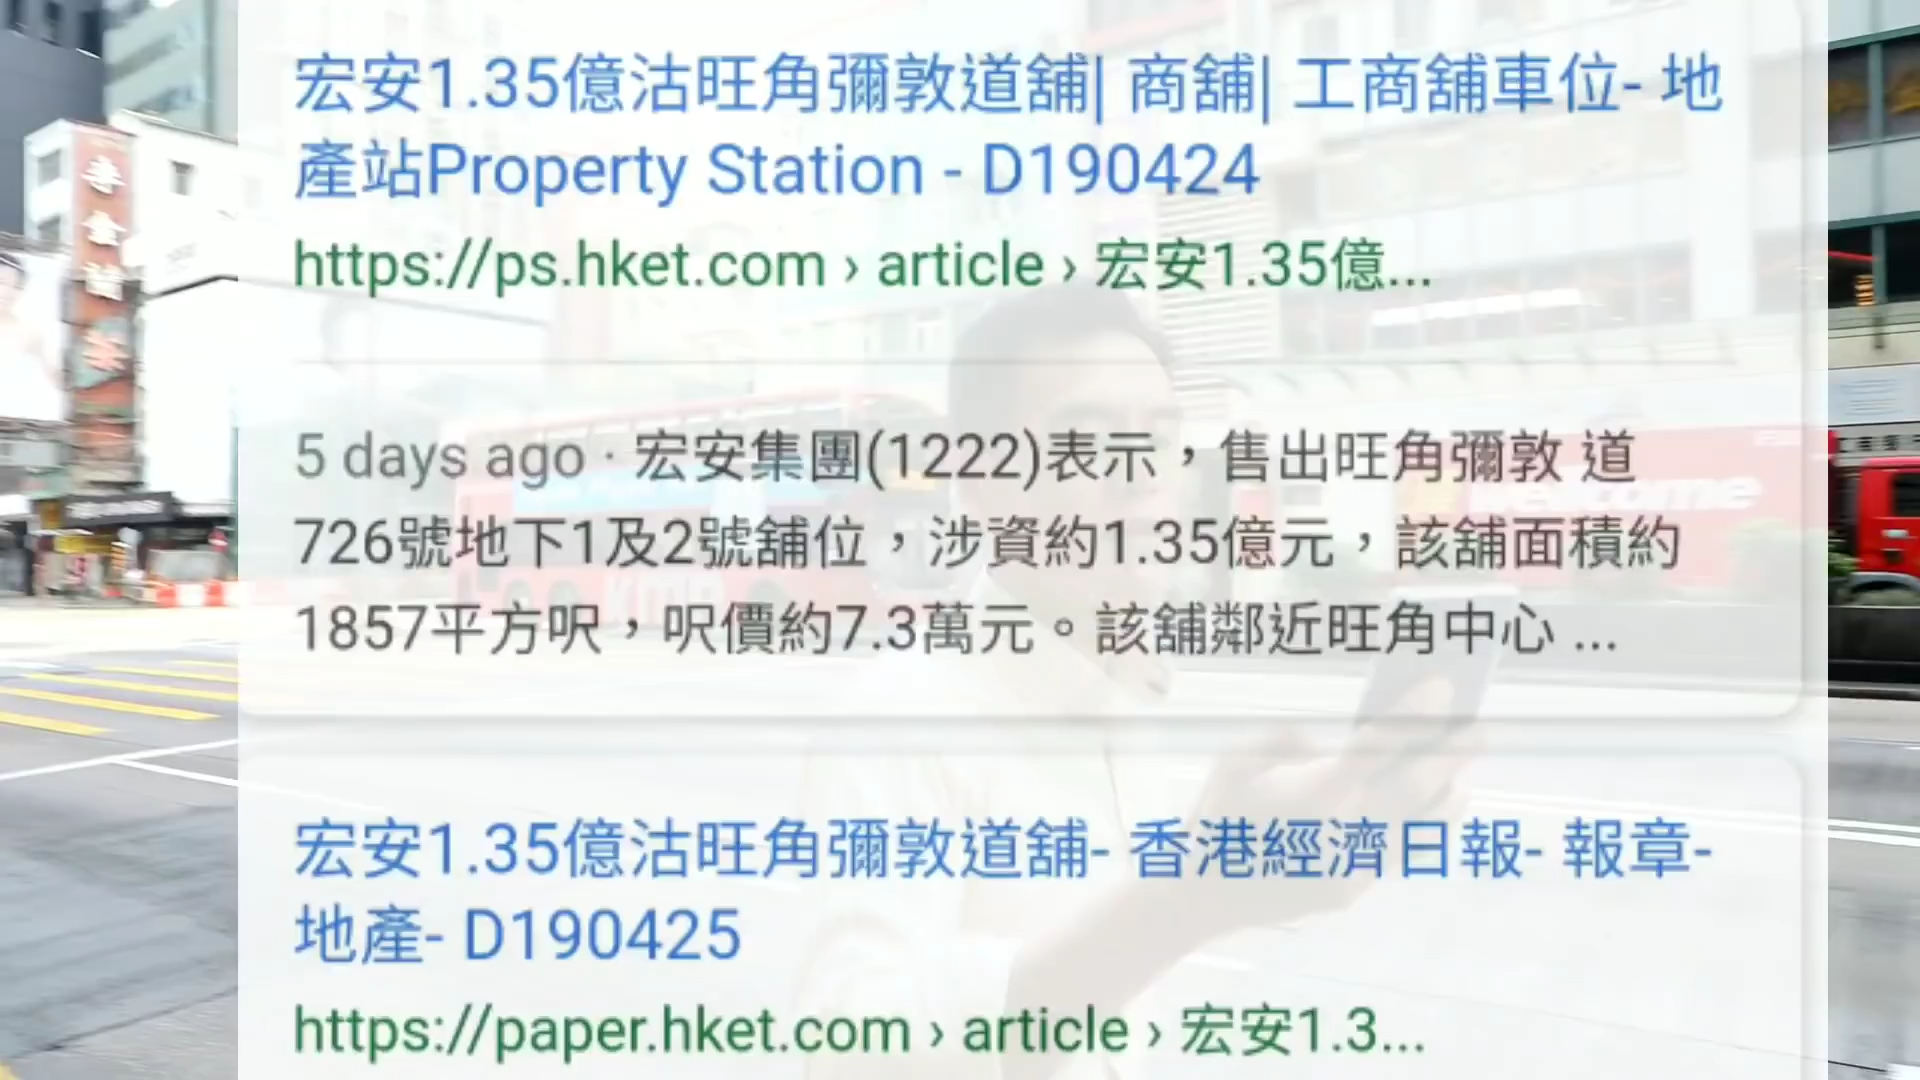 宏安1.35億沽旺角彌敦道舖| 商舖| 工商舖車位- 地
產站Property Station - D190424
https://ps.hket.com › article › 宏安1.35億...
5 days ago · 宏安集團(1222)表示，售出旺角彌敦 道
726號地下1及2號舖位，涉資約1.35億元，該舖面積約
1857平方呎，呎價約7.3萬元。該舖鄰近旺角中心 ...
宏安1.35億沽旺角彌敦道舖- 香港經濟日報- 報章-
地產- D190425
https://paper.hket.com › article › 宏安1.3...
welcome
KMB